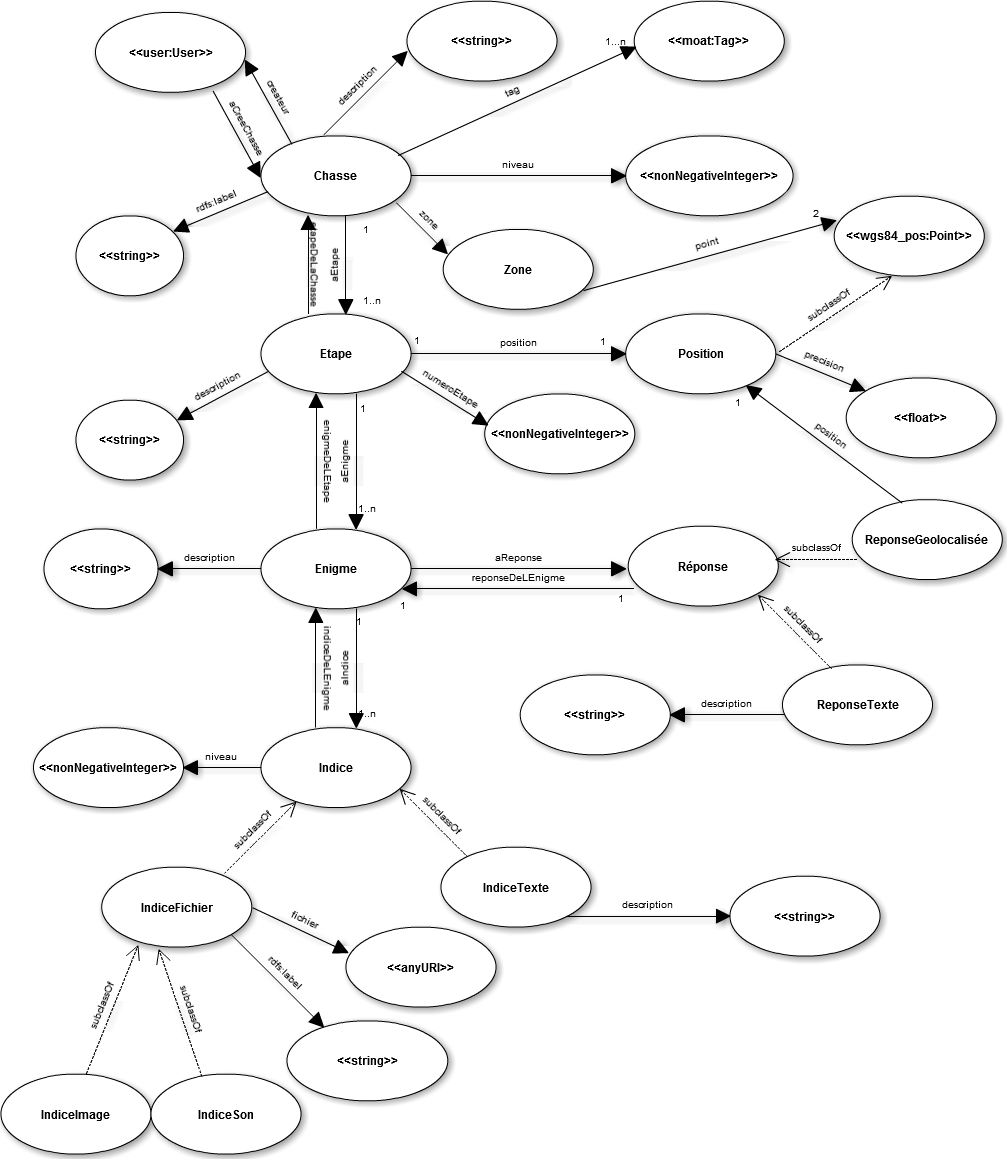 <<string>>
<<moat:Tag>>
<<user:User>>
1...n
description
tag
createur
aCreeChasse
Chasse
niveau
<<nonNegativeInteger>>
rdfs:label
zone
point
2
<<wgs84_pos:Point>>
<<string>>
1
etapeDeLaChasse
aEtape
Zone
1..n
subclassOf
Etape
1
position
1
Position
precision
description
numeroEtape
<<float>>
1
1
<<string>>
<<nonNegativeInteger>>
enigmeDeLEtape
aEnigme
position
1..n
<<string>>
description
Enigme
aReponse
reponseDeLEnigme
Réponse
subclassOf
ReponseGeolocalisée
1
1
1
indiceDeLEnigme
aIndice
subclassOf
1..n
<<string>>
description
ReponseTexte
<<nonNegativeInteger>>
niveau
Indice
subclassOf
subclassOf
IndiceTexte
description
<<string>>
IndiceFichier
fichier
<<anyURI>>
rdfs:label
subclassOf
subclassOf
<<string>>
IndiceImage
IndiceSon